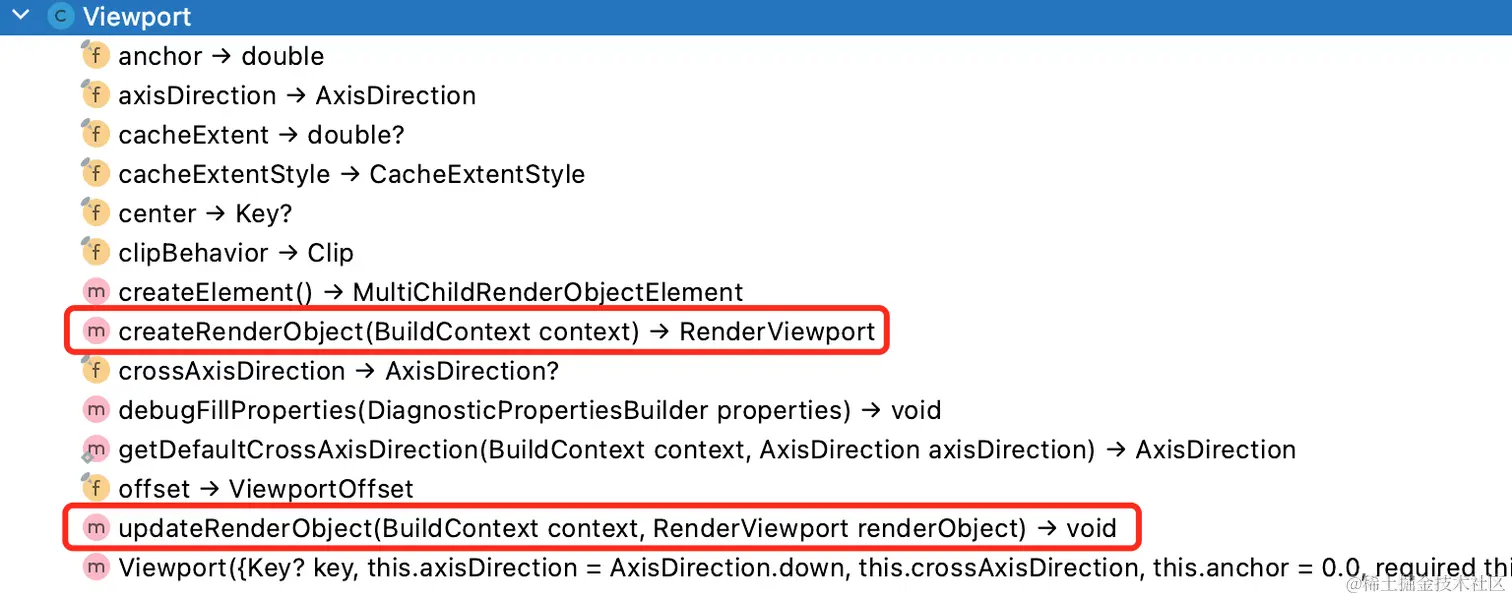 Viewport
anchor → double
axisDirection → AxisDirection
cacheExtent → double?
cacheExtentStyle → CacheExtentStyle
center → Key?
clipBehavior → Clip
createElement() → MultiChildRenderObjectElement
createRenderObject(BuildContext context) → RenderViewport
crossAxisDirection → AxisDirection?
debugFillProperties(DiagnosticPropertiesBuilder properties) → void
getDefaultCrossAxisDirection(BuildContext context, AxisDirection axisDirection) → AxisDirection
offset → ViewportOffset
updateRenderObject(BuildContext context, RenderViewport renderObject) → void
Viewport({Key? key, this.axisDirection = AxisDirection.down, this.crossAxisDirection, this.anchor = 0.0, required thi
@稀土掘金技术社区